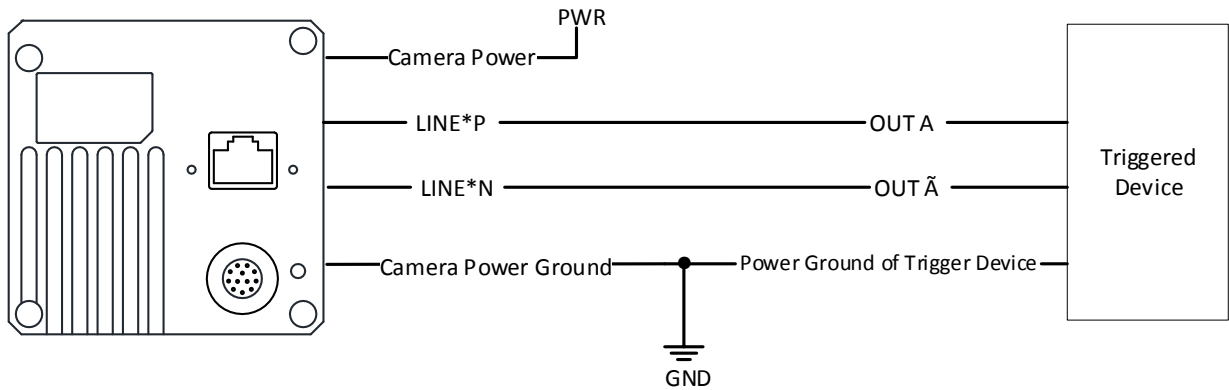 PWR
Camera Power
LINE*P
OUT A
LINE*N
OUT Ã
Triggered
Device
Camera Power Ground
Power Ground of Trigger Device
GND